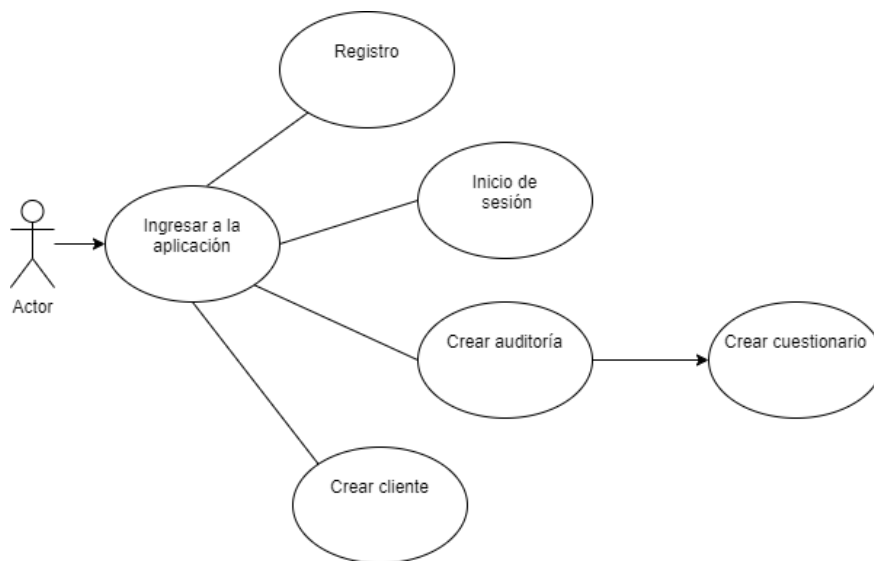 Registro
Inicio de
sesión
Ingresar a la
aplicación
Actor
Crear auditoría
Crear cuestionario
Crear cliente